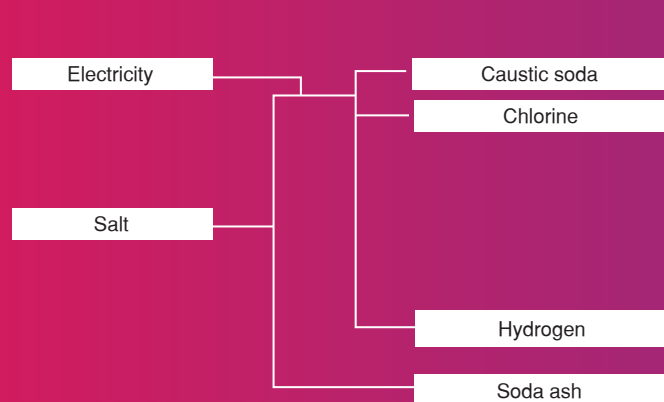 Electricity
Salt
Caustic soda
Chlorine
Hydrogen
Soda ash